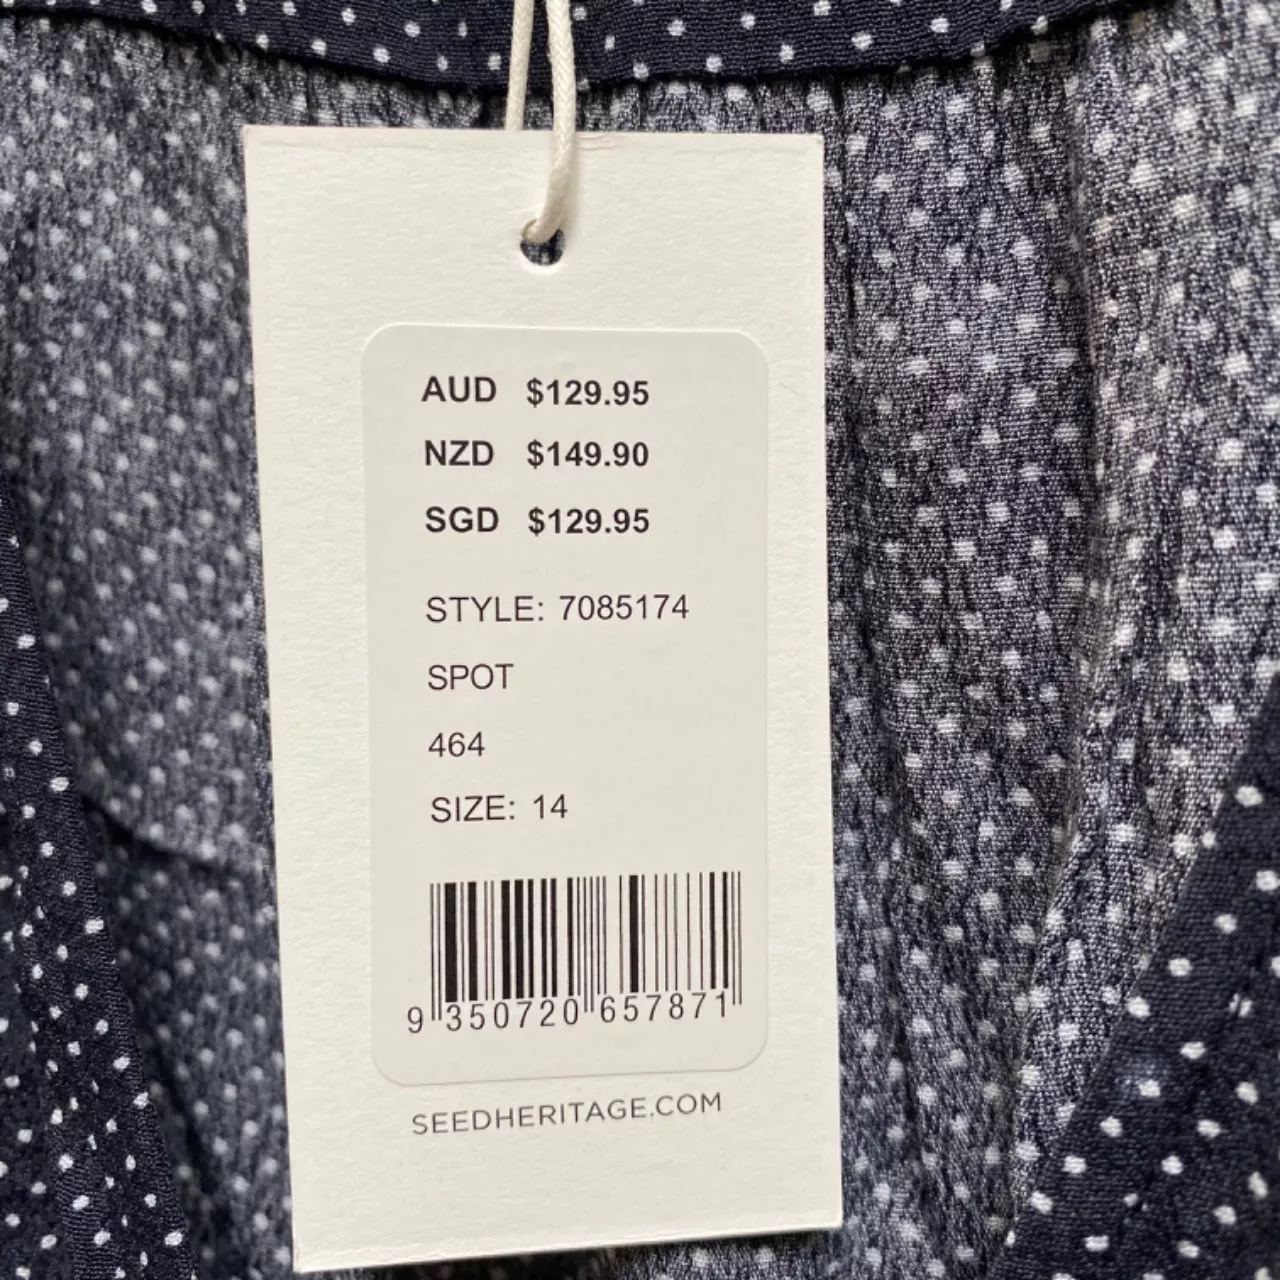 AUD $129.95
NZD $149.90
SGD $129.95
STYLE: 7085174
SPOT
464
SIZE: 14
9 350720 657871
SEEDHERITAGE.COM